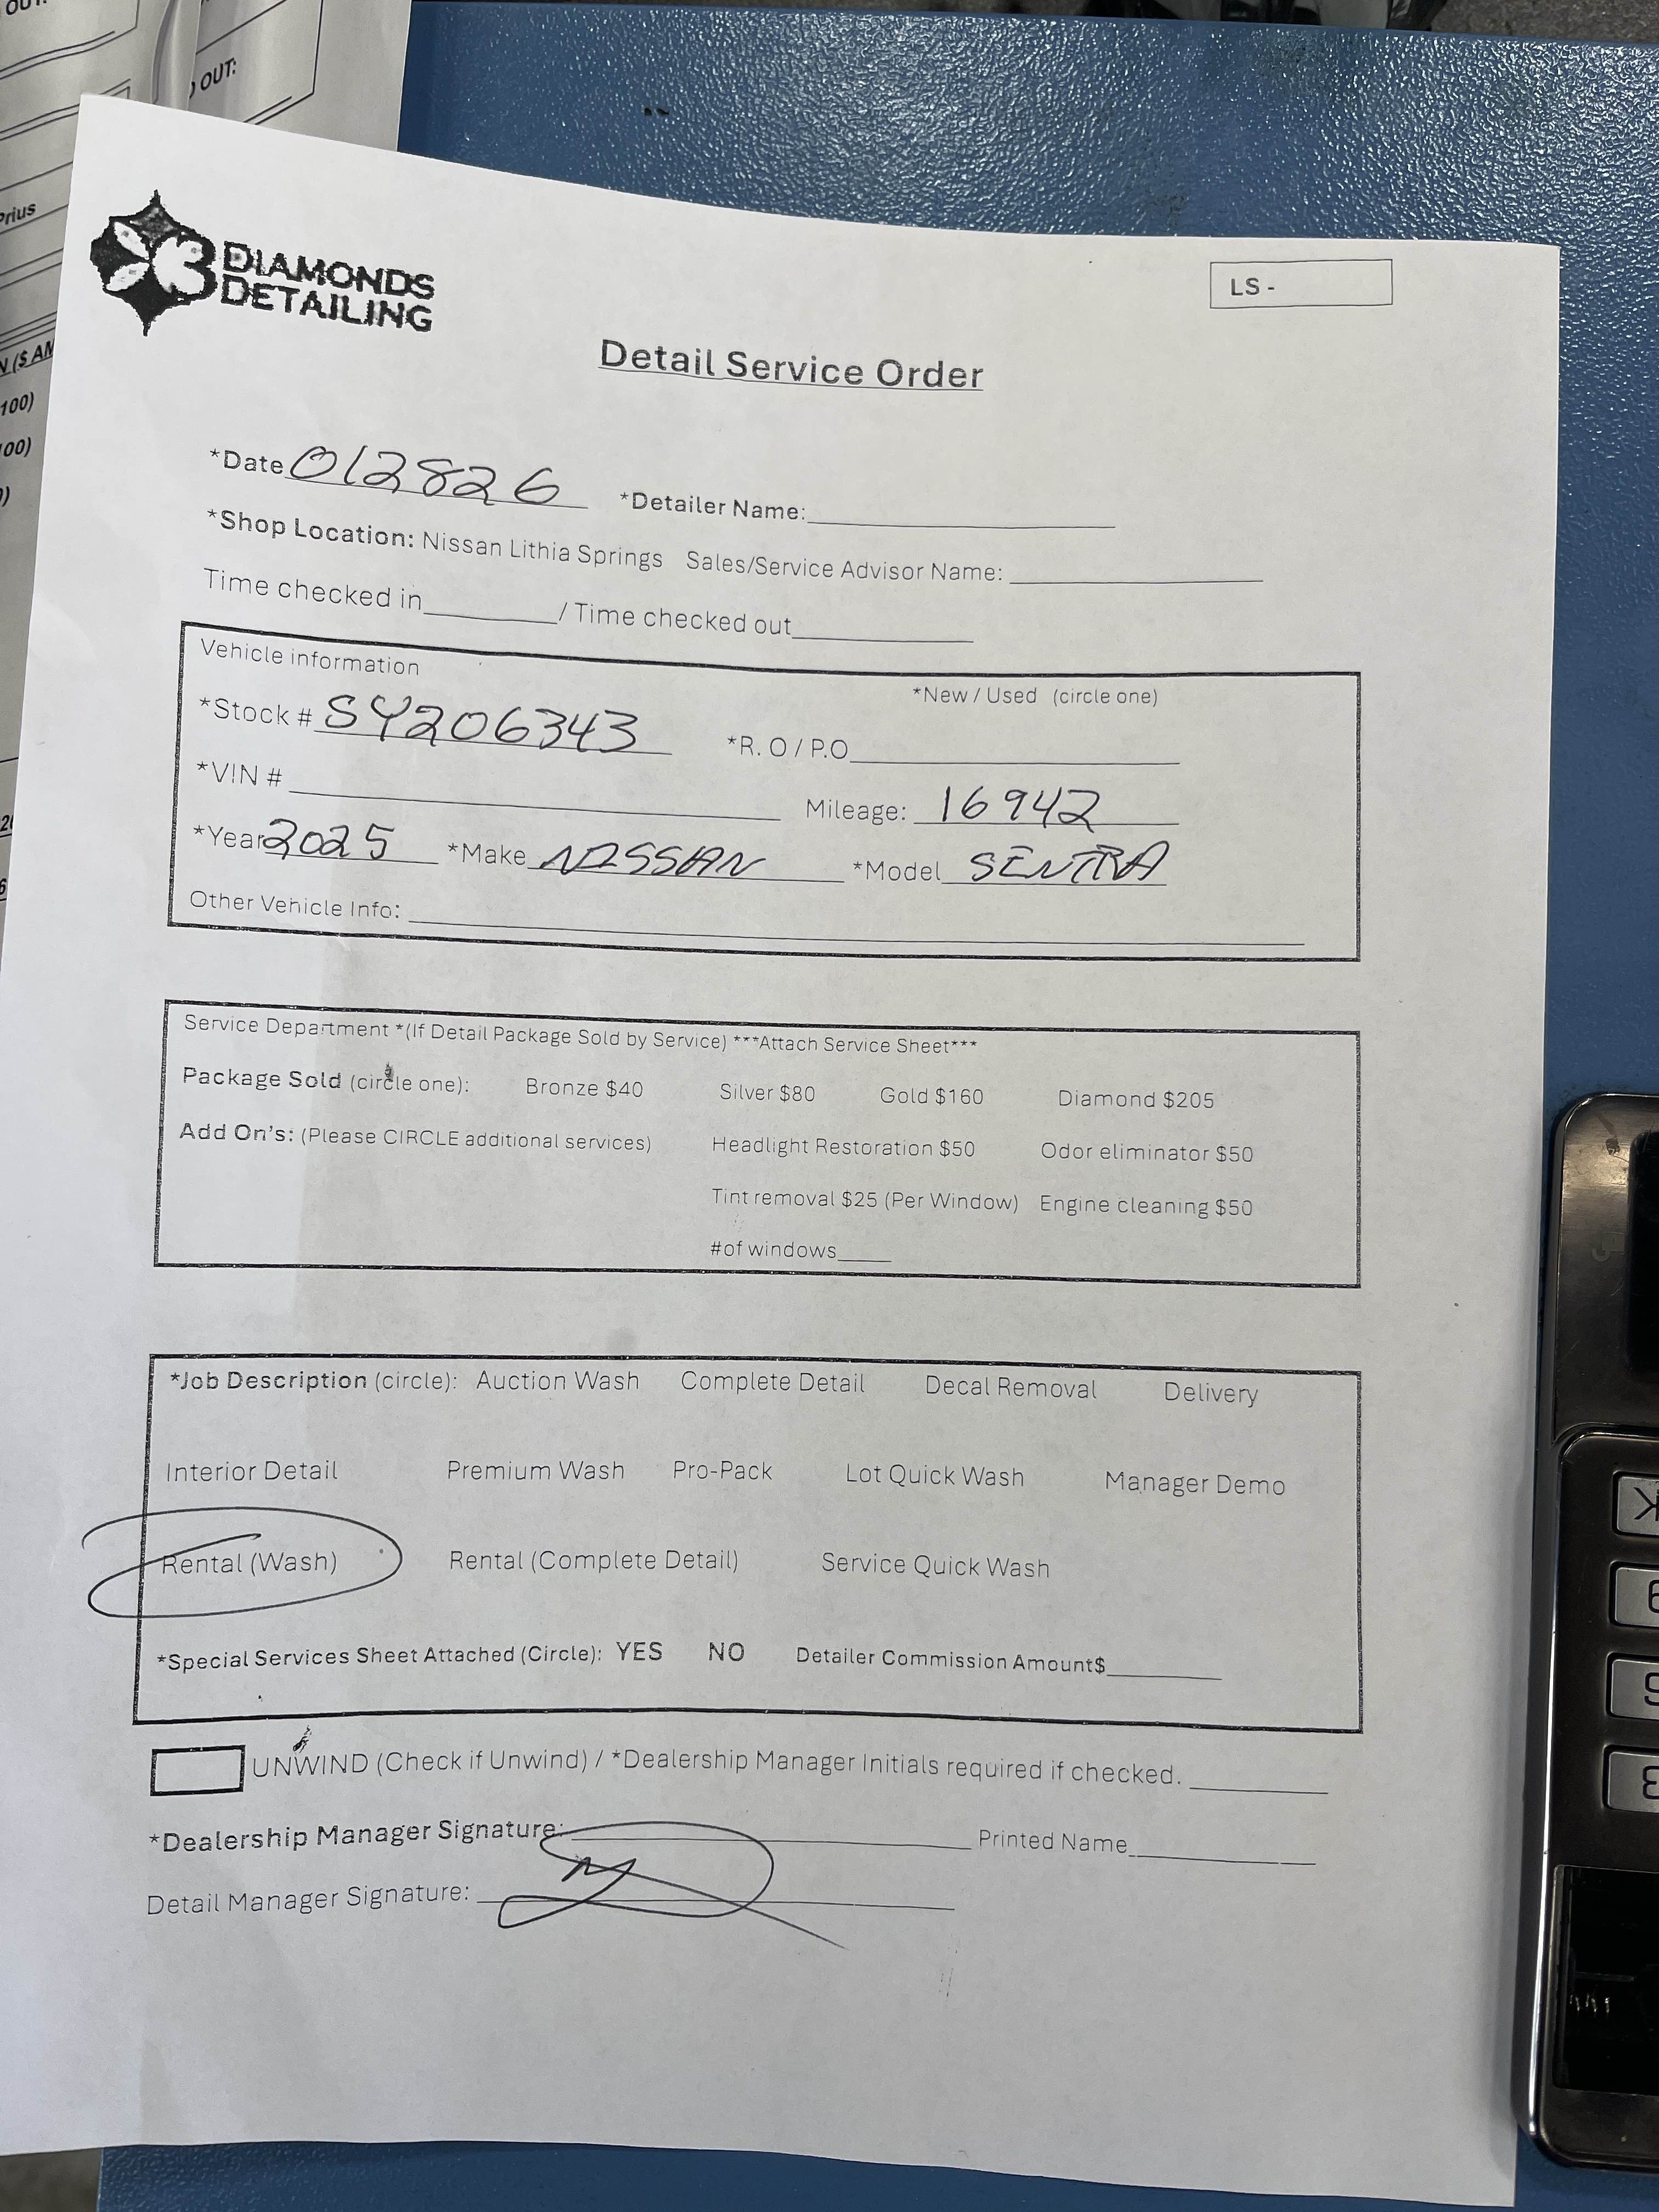 OUT:
Prius
N ($ AM
100)
00)
3 DIAMONDS
DETAILING
LS -
Detail Service Order
*Date 012826 *Detailer Name:
*Shop Location: Nissan Lithia Springs Sales/Service Advisor Name:
Time checked in / Time checked out
Vehicle information
*New / Used (circle one)
*Stock # SY206343 *R. O / P.O
*VIN # Mileage: 16942
*Year 2025 *Make NISSAN *Model SENTRA
Other Vehicle Info:
Service Department *(If Detail Package Sold by Service) ***Attach Service Sheet***
Package Sold (circle one): Bronze $40 Silver $80 Gold $160 Diamond $205
Add On's: (Please CIRCLE additional services) Headlight Restoration $50 Odor eliminator $50
Tint removal $25 (Per Window) Engine cleaning $50
#of windows
*Job Description (circle): Auction Wash Complete Detail Decal Removal Delivery
Interior Detail Premium Wash Pro-Pack Lot Quick Wash Manager Demo
Rental (Wash) Rental (Complete Detail) Service Quick Wash
*Special Services Sheet Attached (Circle): YES NO Detailer Commission Amount$
UNWIND (Check if Unwind) / *Dealership Manager Initials required if checked.
*Dealership Manager Signature: Printed Name
Detail Manager Signature: